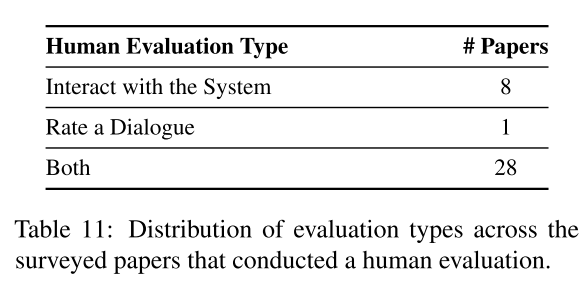 Human Evaluation Type # Papers
Interact with the System 8
Rate a Dialogue 1
Both 28
Table 11: Distribution of evaluation types across the
surveyed papers that conducted a human evaluation.